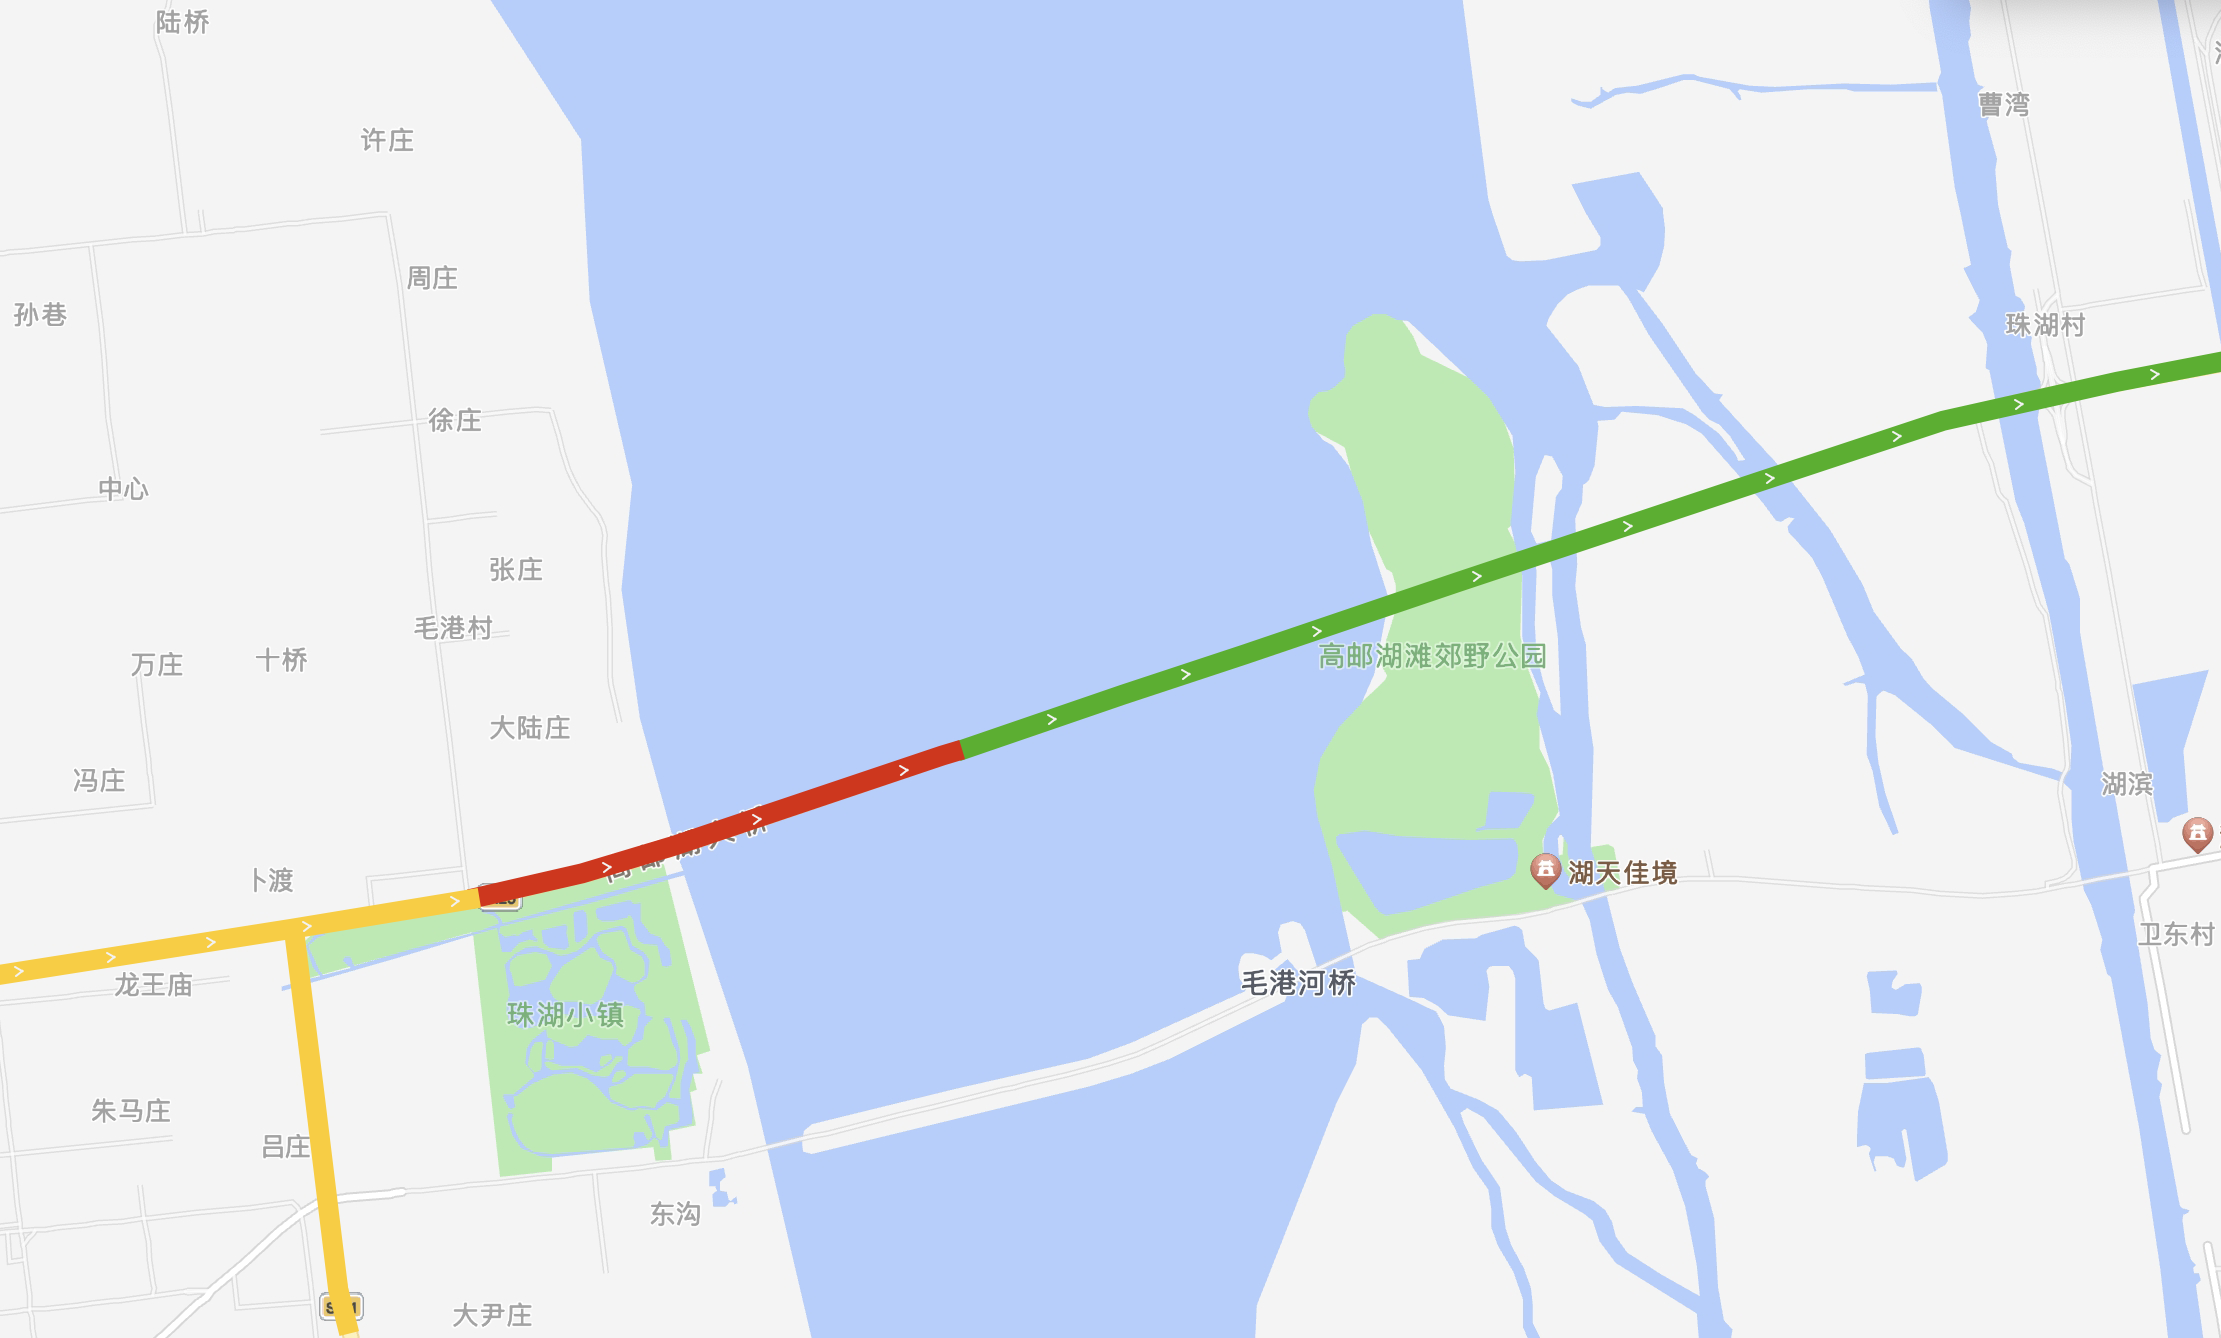 陆桥
曹湾
许庄
周庄
孙巷
珠湖村
徐庄
中心
张庄
毛港村
万庄
十桥
高邮湖滩郊野公园
大陆庄
冯庄
湖滨
卜渡
湖天佳境
卫东村
龙王庙
毛港河桥
珠湖小镇
朱马庄
吕庄
东沟
大尹庄